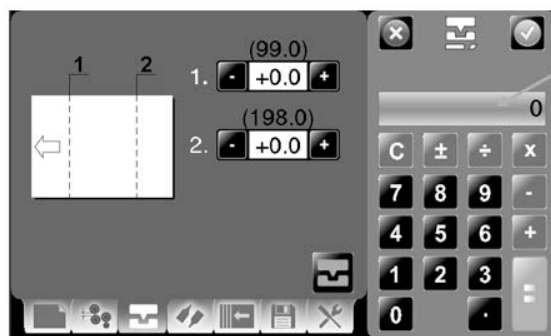 1 2
(99.0)
1. - +0.0 +
(198.0)
2. - +0.0 +
0
C ± ÷ x
7 8 9 -
4 5 6 +
1 2 3 =
0 .